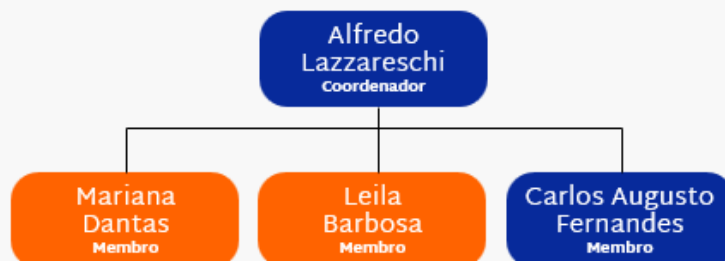 Alfredo
Lazzareschi
Coordenador
Mariana
Dantas
Membro
Leila
Barbosa
Membro
Carlos Augusto
Fernandes
Membro